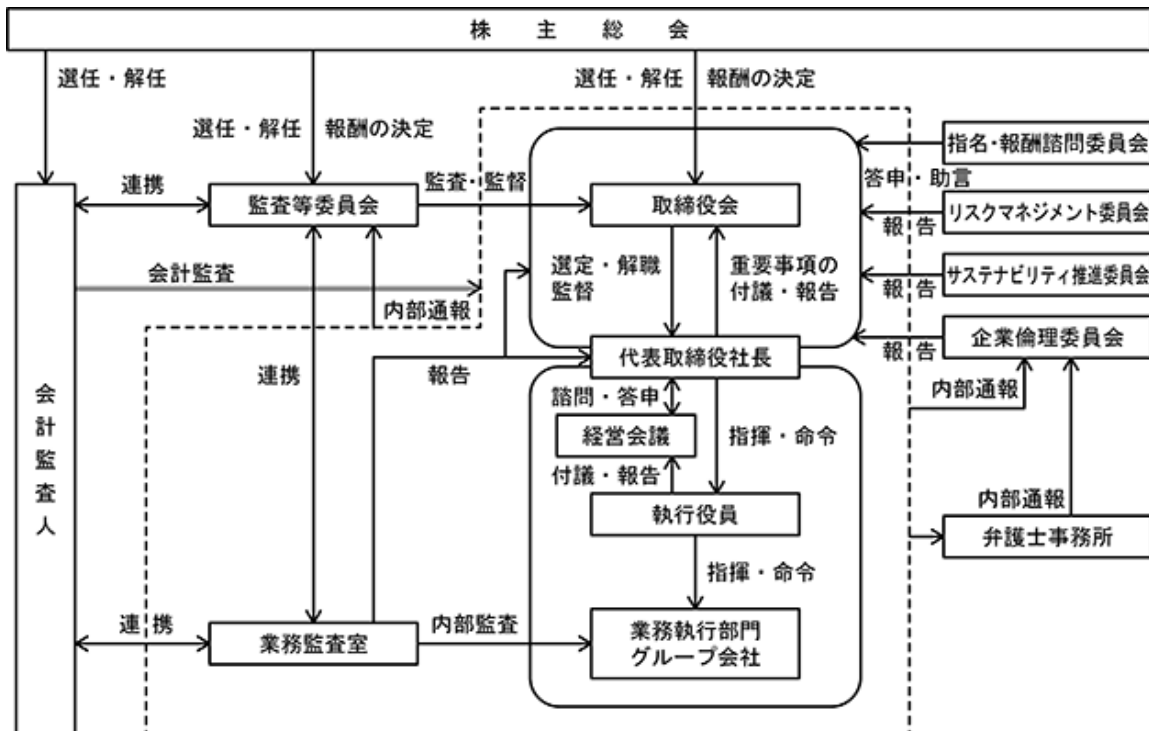 株主総会
選任・解任
選任・解任
報酬の決定
選任・解任
報酬の決定
指名・報酬諮問委員会
答申・助言
連携
監査等委員会
監査・監督
取締役会
リスクマネジメント委員会
報告
会計監査
内部通報
選定・解職
監督
重要事項の
付議・報告
サステナビリティ推進委員会
報告
企業倫理委員会
報告
連携
報告
代表取締役社長
内部通報
諮問・答申
経営会議
指揮・命令
付議・報告
会計監査人
執行役員
内部通報
弁護士事務所
指揮・命令
連携
業務監査室
内部監査
業務執行部門
グループ会社